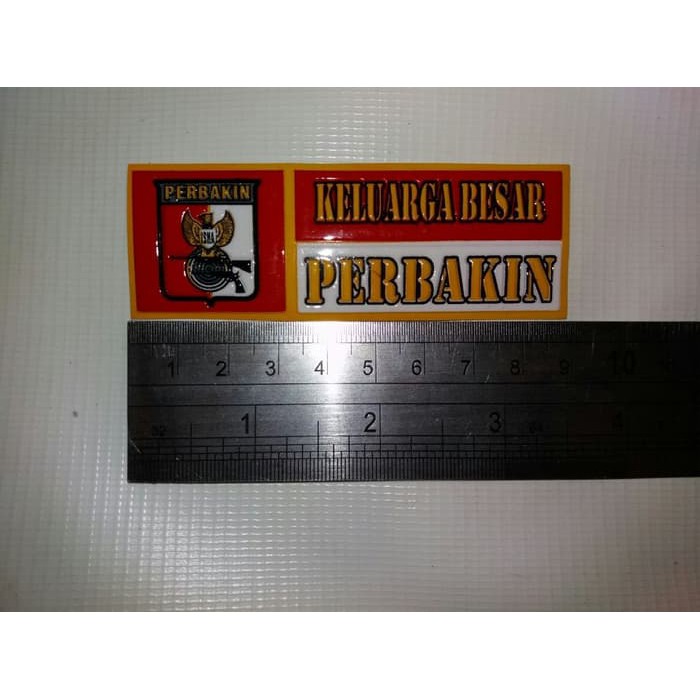 PERBAKIN
KELUARGA BESAR
PERBAKIN
1 2 3 4 5 6 7 8 9 10
1 2 3 4